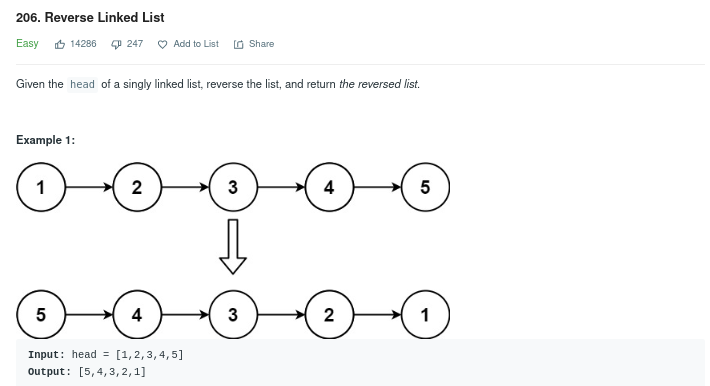 206. Reverse Linked List
Easy 14286 247 Add to List Share
Given the head of a singly linked list, reverse the list, and return the reversed list.
Example 1:
1 2 3 4 5
5 4 3 2 1
Input: head = [1,2,3,4,5]
Output: [5,4,3,2,1]